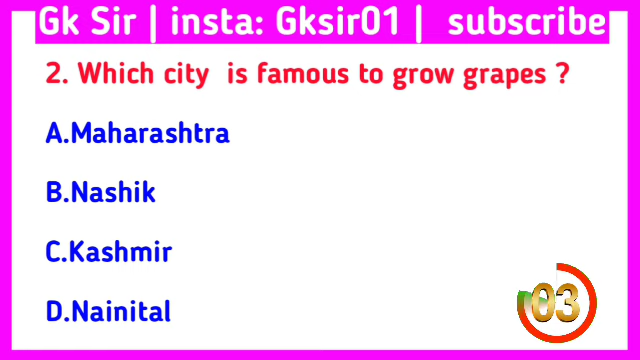 Gk Sir | insta: Gksir01 | subscribe
2. Which city is famous to grow grapes ?
A.Maharashtra
B.Nashik
C.Kashmir
D.Nainital
03